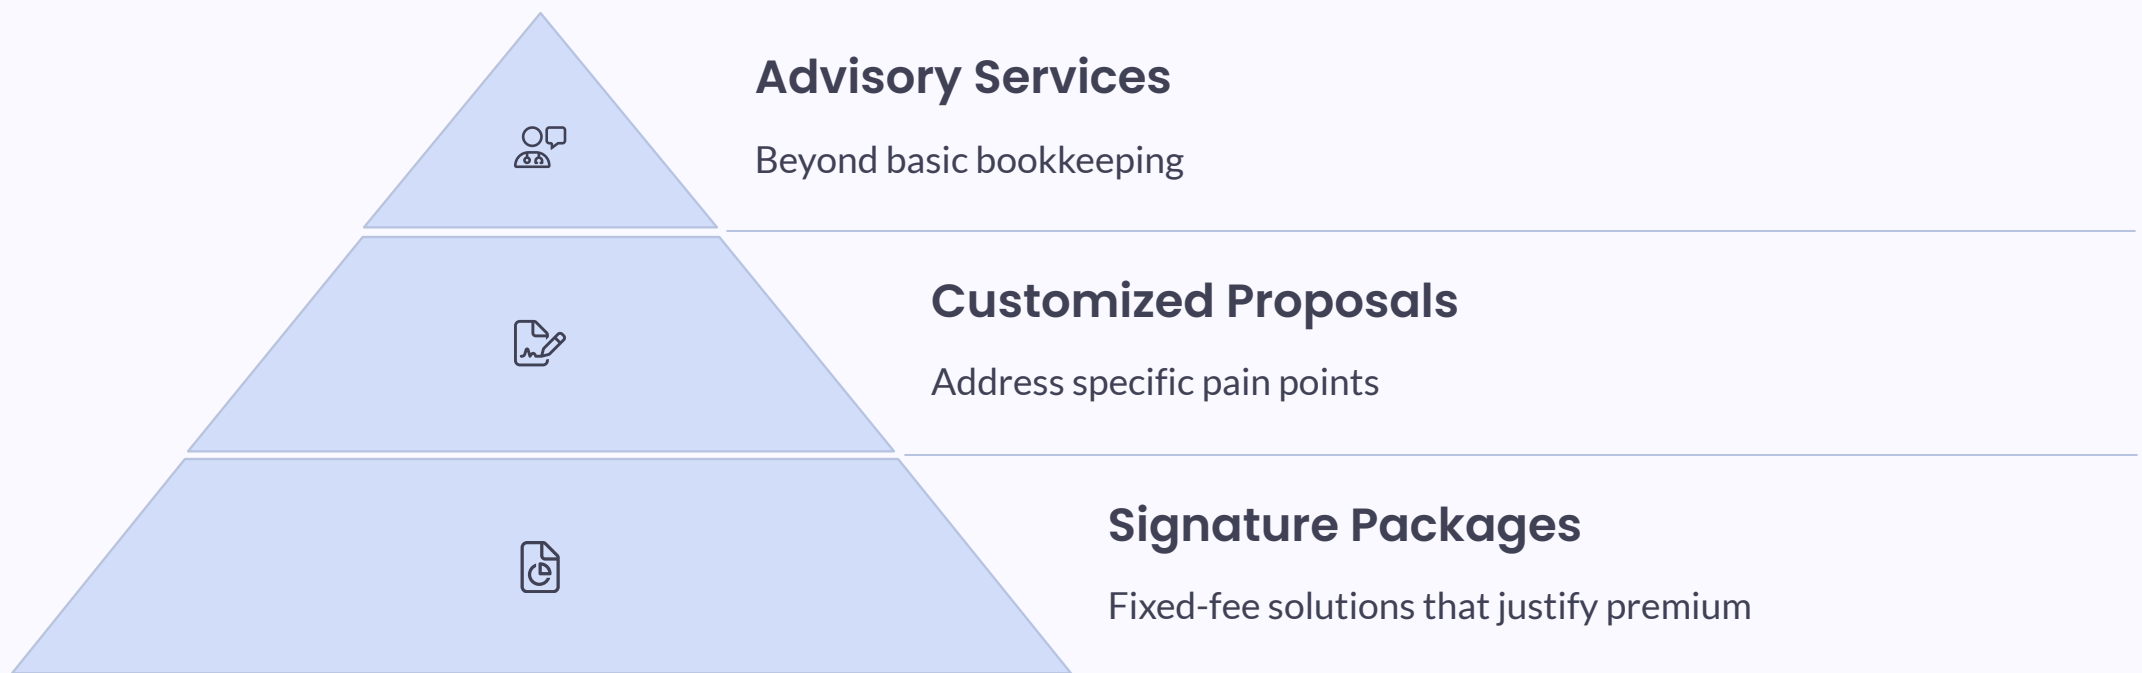 Advisory Services
Beyond basic bookkeeping
Customized Proposals
Address specific pain points
Signature Packages
Fixed-fee solutions that justify premium